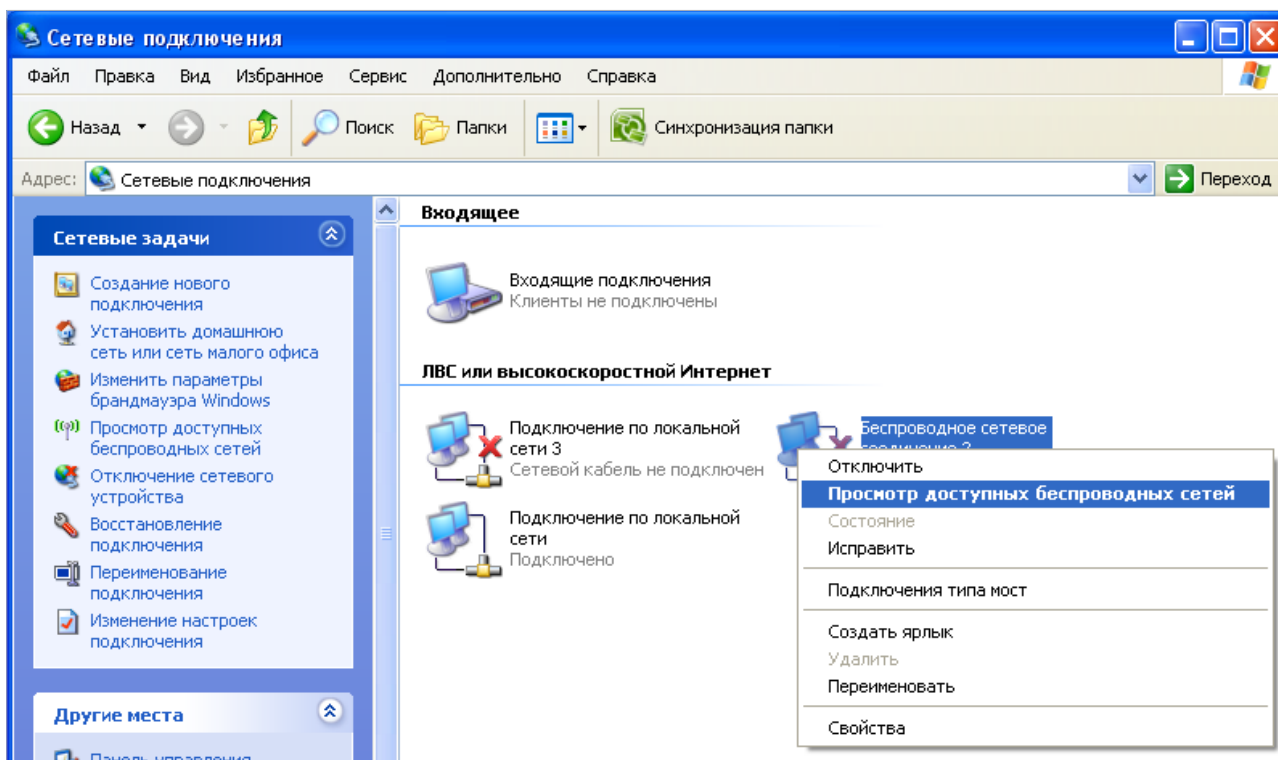 Сетевые подключения
Файл Правка Вид Избранное Сервис Дополнительно Справка
Назад Поиск Папки Синхронизация папки
Адрес: Сетевые подключения Переход
Сетевые задачи
Создание нового
подключения
Установить домашнюю
сеть или сеть малого офиса
Изменить параметры
брандмауэра Windows
Просмотр доступных
беспроводных сетей
Отключение сетевого
устройства
Восстановление
подключения
Переименование
подключения
Изменение настроек
подключения
Другие места
Панель управления
Входящее
Входящие подключения
Клиенты не подключены
ЛВС или высокоскоростной Интернет
Подключение по локальной
сети 3
Сетевой кабель не подключен
Подключение по локальной
сети
Подключено
Беспроводное сетевое
соединение 2
Отключить
Просмотр доступных беспроводных сетей
Состояние
Исправить
Подключения типа мост
Создать ярлык
Удалить
Переименовать
Свойства